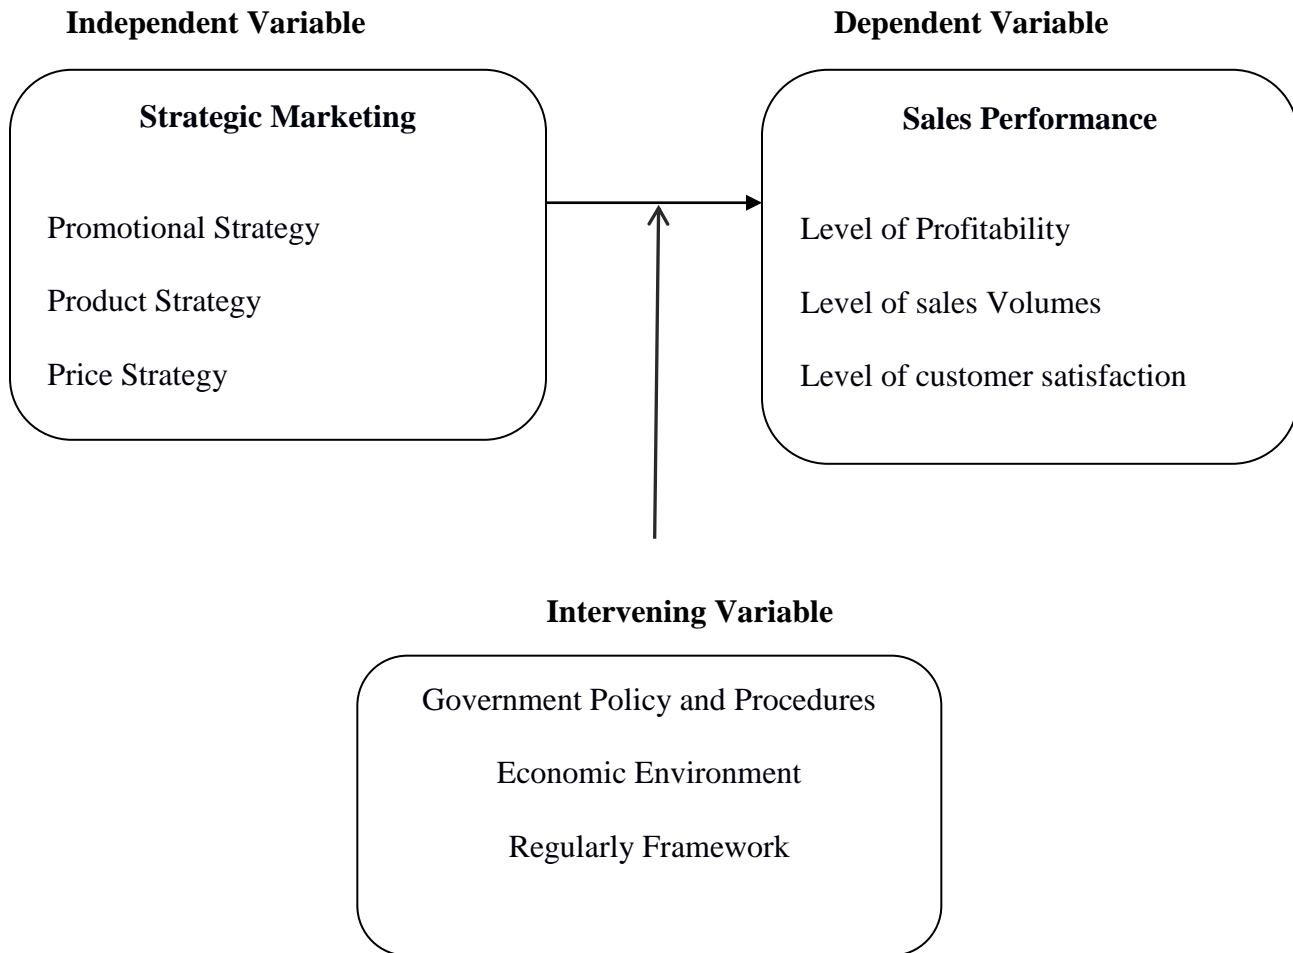 Independent Variable
Dependent Variable
Strategic Marketing
Promotional Strategy
Product Strategy
Price Strategy
Sales Performance
Level of Profitability
Level of sales Volumes
Level of customer satisfaction
Intervening Variable
Government Policy and Procedures
Economic Environment
Regularly Framework